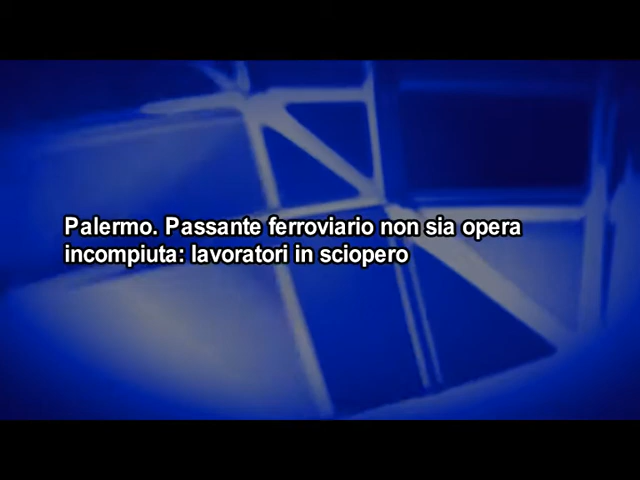 Palermo. Passante ferroviario non sia opera
incompiuta: lavoratori in sciopero